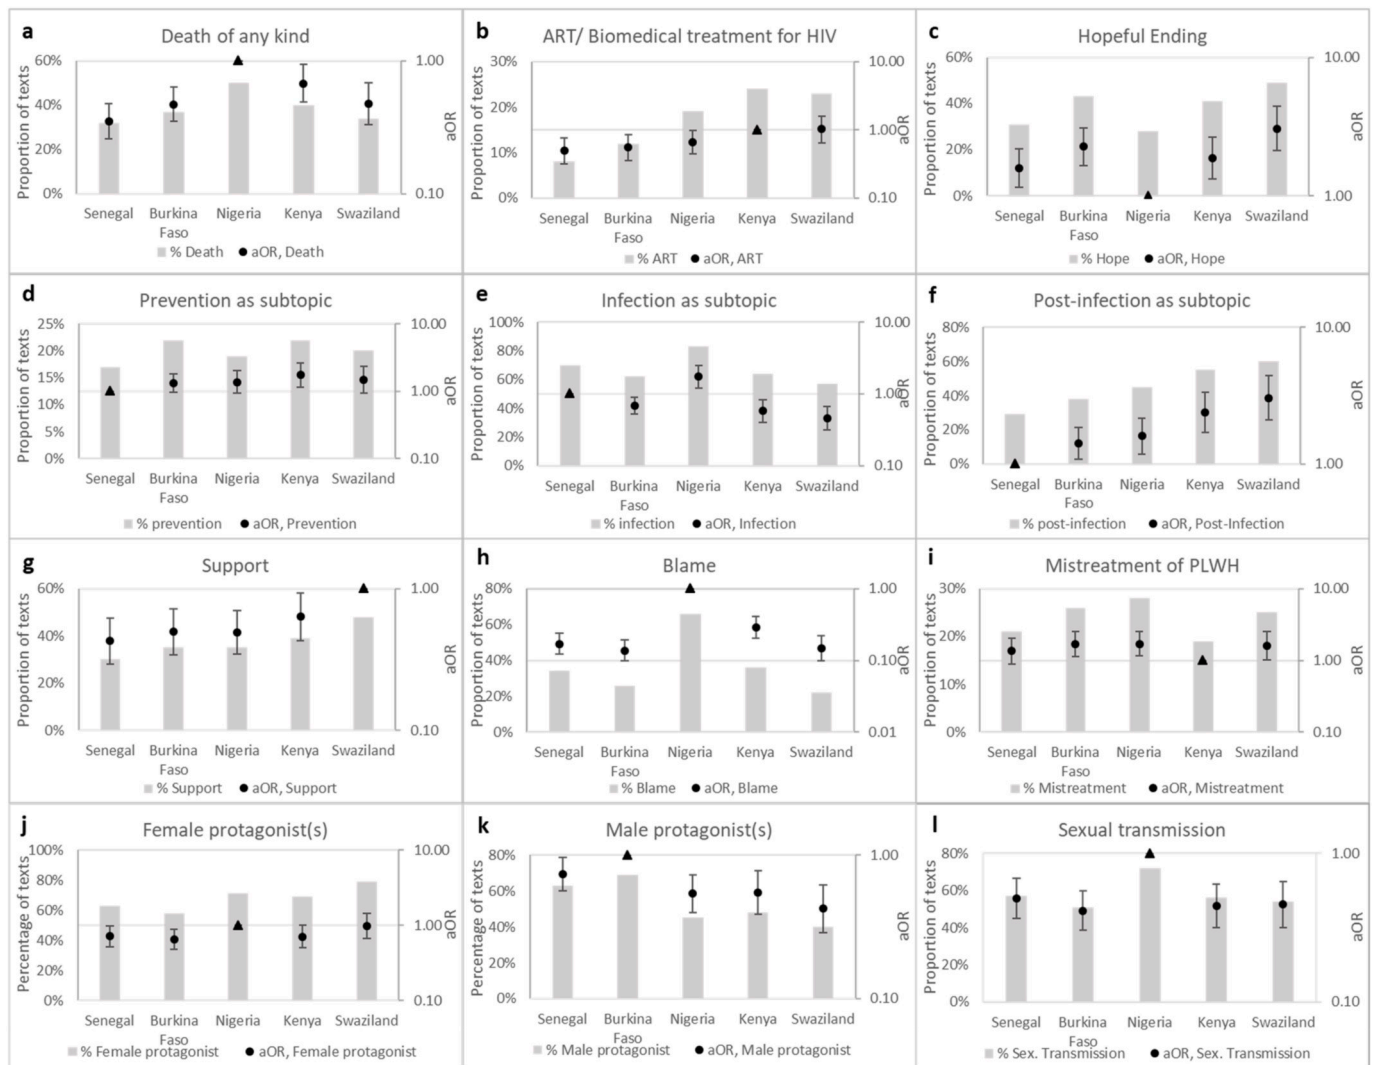 a
Death of any kind
Proportion of texts
60%
40%
20%
0%
1.00
0.10
aOR
Senegal Burkina Faso Nigeria Kenya Swaziland
% Death aOR, Death
b
ART/ Biomedical treatment for HIV
Proportion of texts
30%
20%
10%
0%
10.00
1.00
0.10
aOR
Senegal Burkina Faso Nigeria Kenya Swaziland
% ART aOR, ART
c
Hopeful Ending
Proportion of texts
60%
40%
20%
0%
10.00
1.00
aOR
Senegal Burkina Faso Nigeria Kenya Swaziland
% Hope aOR, Hope
d
Prevention as subtopic
Proportion of texts
25%
20%
15%
10%
5%
0%
10.00
1.00
0.10
aOR
Senegal Burkina Faso Nigeria Kenya Swaziland
% prevention aOR, Prevention
e
Infection as subtopic
Proportion of texts
100%
80%
60%
40%
20%
0%
10.00
1.00
0.10
aOR
Senegal Burkina Faso Nigeria Kenya Swaziland
% infection aOR, Infection
f
Post-infection as subtopic
Proportion of texts
80%
60%
40%
20%
0%
10.00
1.00
aOR
Senegal Burkina Faso Nigeria Kenya Swaziland
% post-infection aOR, Post-Infection
g
Support
Proportion of texts
60%
40%
20%
0%
1.00
0.10
aOR
Senegal Burkina Faso Nigeria Kenya Swaziland
% Support aOR, Support
h
Blame
Proportion of texts
80%
60%
40%
20%
0%
1.00
0.10
0.01
aOR
Senegal Burkina Faso Nigeria Kenya Swaziland
% Blame aOR, Blame
i
Mistreatment of PLWH
Proportion of texts
30%
20%
10%
0%
10.00
1.00
0.10
aOR
Senegal Burkina Faso Nigeria Kenya Swaziland
% Mistreatment aOR, Mistreatment
j
Female protagonist(s)
Percentage of texts
100%
80%
60%
40%
20%
0%
10.00
1.00
0.10
aOR
Senegal Burkina Faso Nigeria Kenya Swaziland
% Female protagonist aOR, Female protagonist
k
Male protagonist(s)
Percentage of texts
80%
60%
40%
20%
0%
1.00
0.10
aOR
Senegal Burkina Faso Nigeria Kenya Swaziland
% Male protagonist aOR, Male protagonist
l
Sexual transmission
Proportion of texts
80%
60%
40%
20%
0%
1.00
0.10
aOR
Senegal Burkina Faso Nigeria Kenya Swaziland
% Sex. Transmission aOR, Sex. Transmission